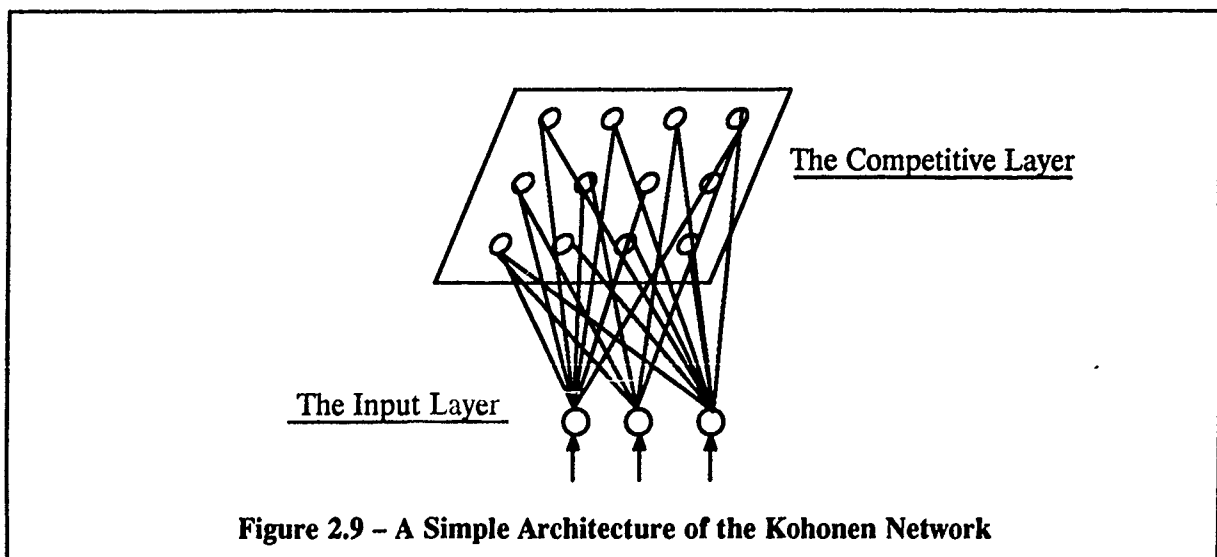 The Competitive Layer
The Input Layer
Figure 2.9 – A Simple Architecture of the Kohonen Network